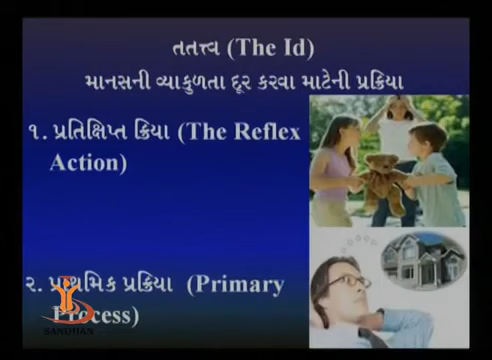 તતત્ત્વ (The Id)
માનસની વ્યાકુળતા દૂર કરવા માટેની પ્રક્રિયા
૧. પ્રતિક્ષિપ્ત ક્રિયા (The Reflex
Action)
૨. પ્રાથમિક પ્રક્રિયા (Primary
Process)
SANDHAN